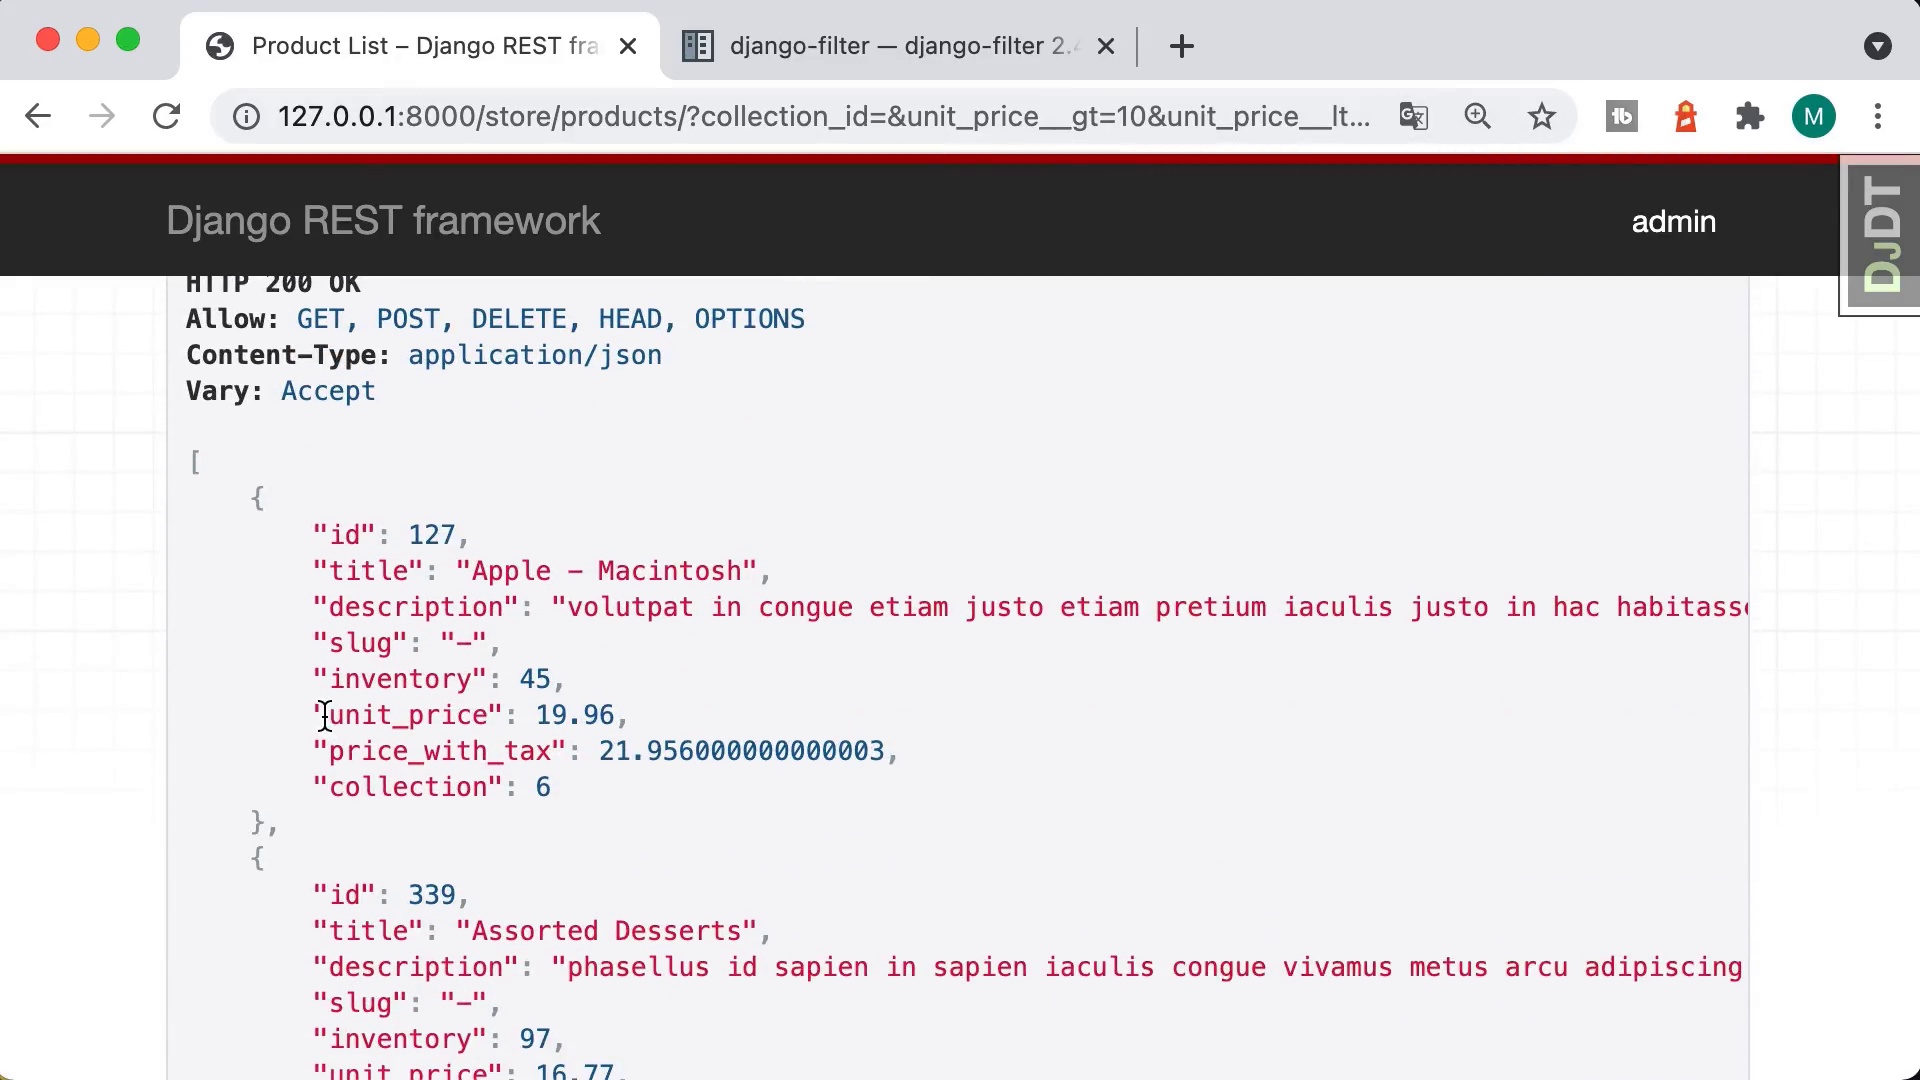 Product List – Django REST fra
django-filter — django-filter 2.4
127.0.0.1:8000/store/products/?collection_id=&unit_price__gt=10&unit_price__lt...
M
DJDT
Django REST framework
admin
HTTP 200 OK
Allow: GET, POST, DELETE, HEAD, OPTIONS
Content-Type: application/json
Vary: Accept
[
{
"id": 127,
"title": "Apple – Macintosh",
"description": "volutpat in congue etiam justo etiam pretium iaculis justo in hac habitasse
"slug": "-",
"inventory": 45,
"unit_price": 19.96,
"price_with_tax": 21.956000000000003,
"collection": 6
},
{
"id": 339,
"title": "Assorted Desserts",
"description": "phasellus id sapien in sapien iaculis congue vivamus metus arcu adipiscing
"slug": "-",
"inventory": 97,
"unit_price": 16.77,